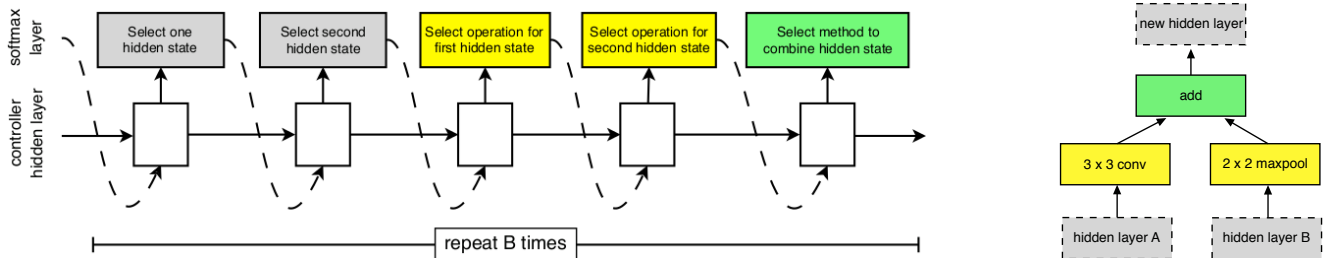 softmax
layer
controller
hidden layer
Select one
hidden state
Select second
hidden state
Select operation for
first hidden state
Select operation for
second hidden state
Select method to
combine hidden state
repeat B times
new hidden layer
add
3 x 3 conv
2 x 2 maxpool
hidden layer A
hidden layer B